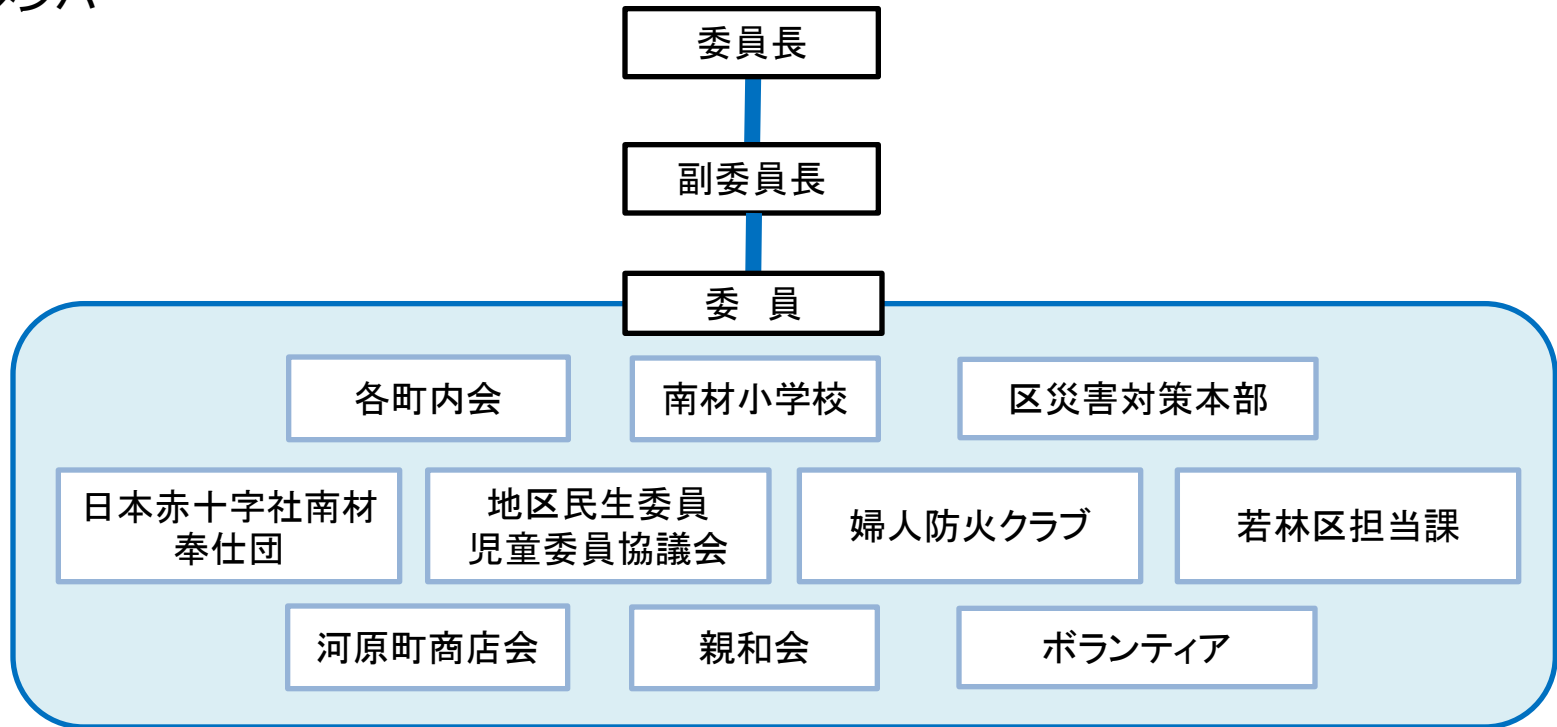 委員長
副委員長
委　員
各町内会
南材小学校
区災害対策本部
日本赤十字社南材
奉仕団
地区民生委員
児童委員協議会
婦人防火クラブ
若林区担当課
河原町商店会
親和会
ボランティア